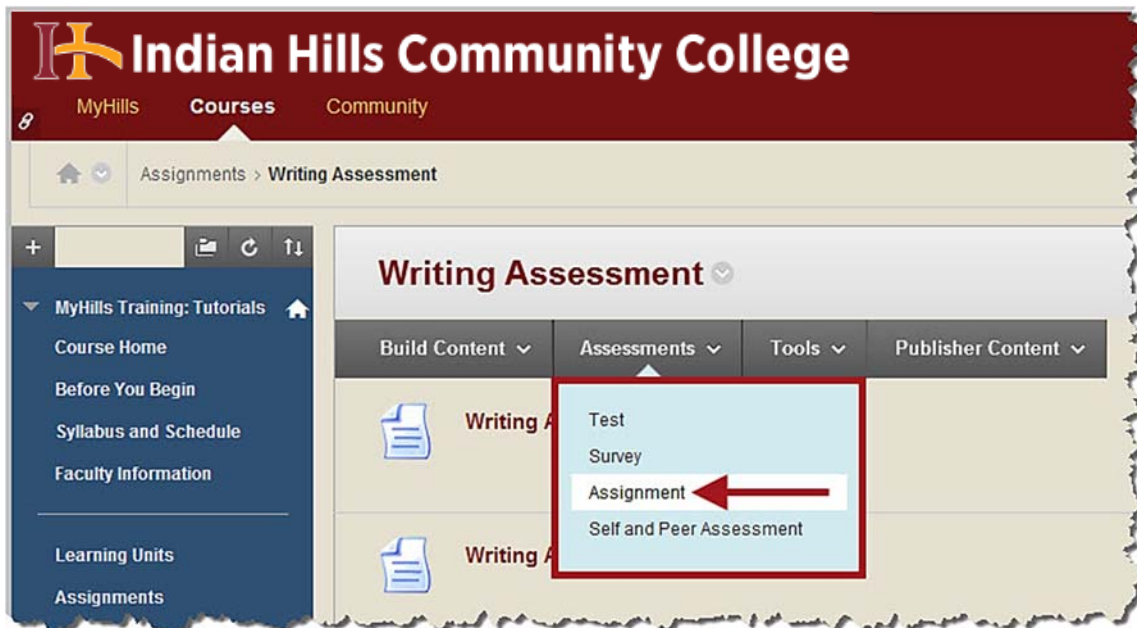 Indian Hills Community College
MyHills Courses Community
Assignments > Writing Assessment
Writing Assessment
MyHills Training: Tutorials
Course Home
Before You Begin
Syllabus and Schedule
Faculty Information
Learning Units
Assignments
Build Content Assessments Tools Publisher Content
Writing
Test
Survey
Assignment
Self and Peer Assessment
Writing